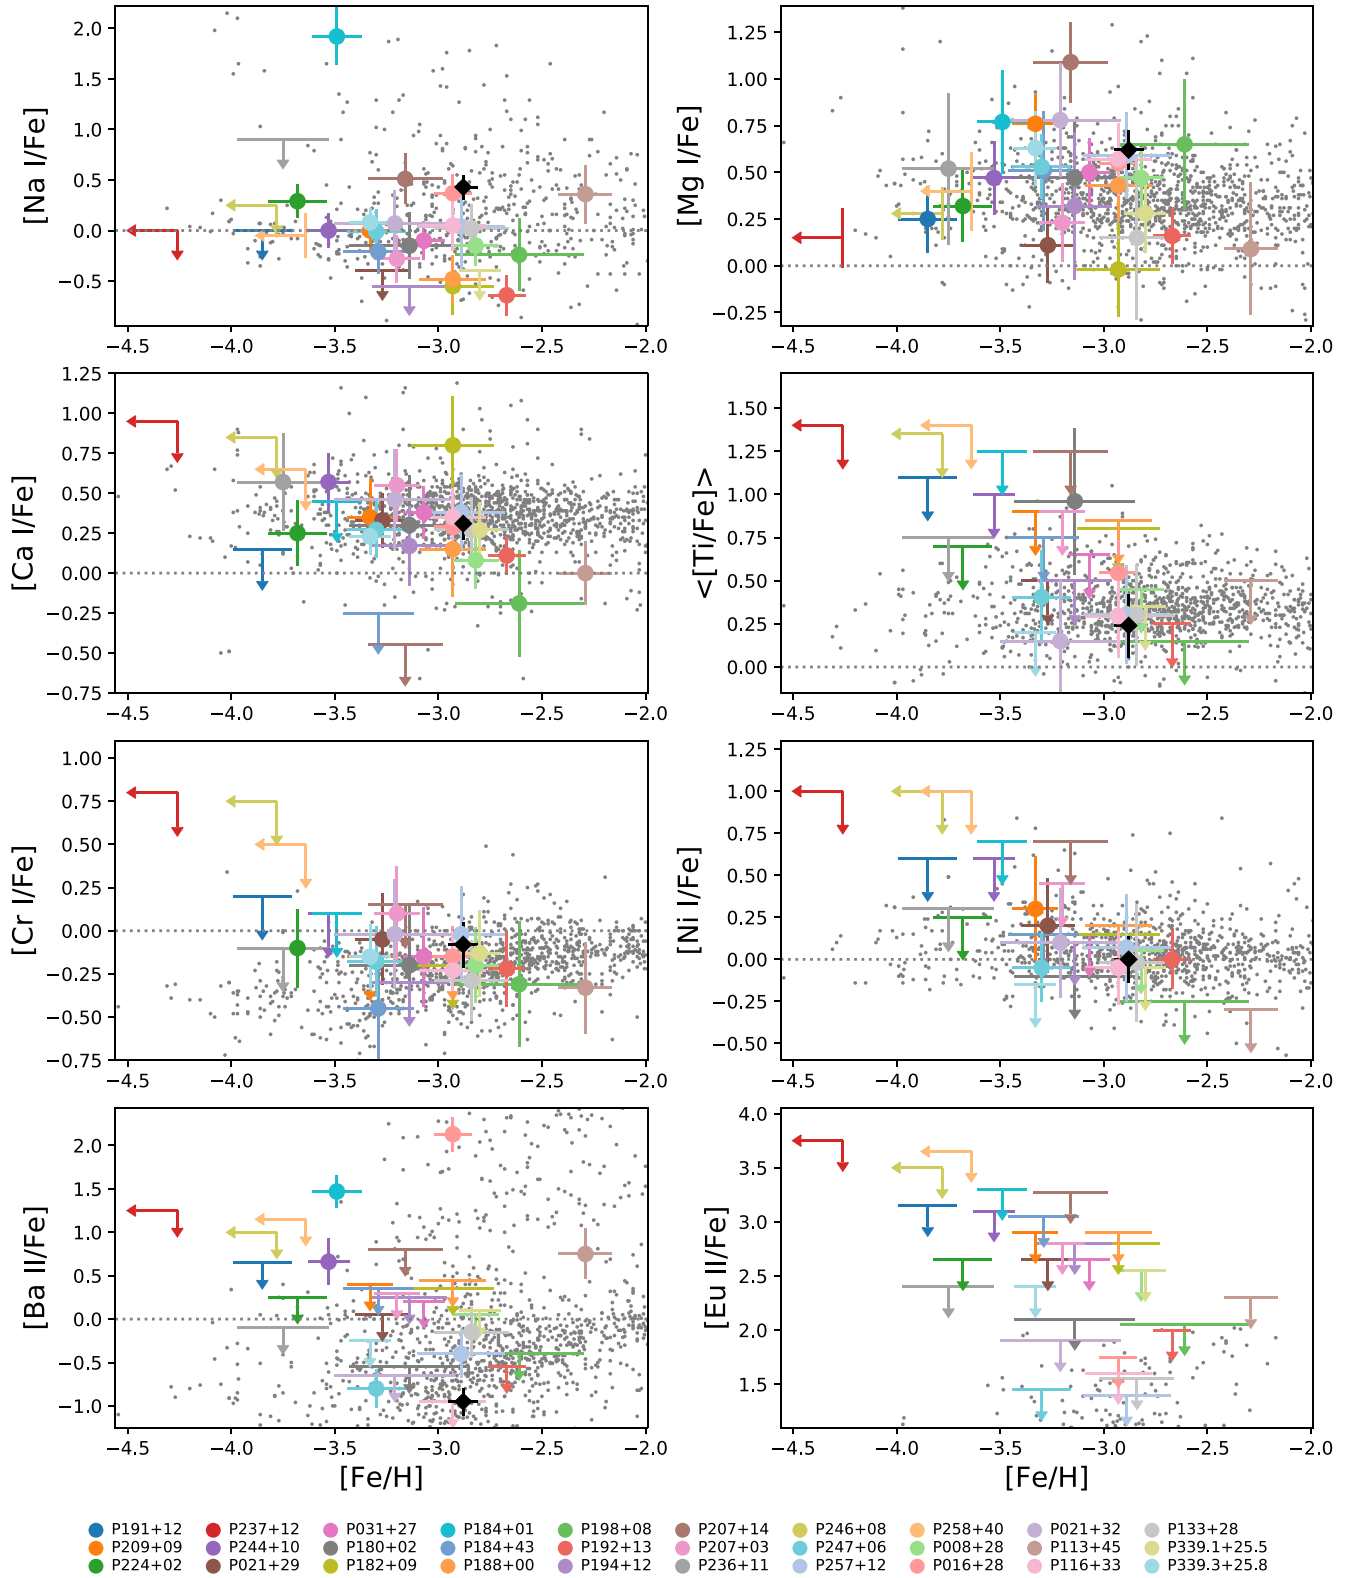 2.0
1.5
1.0
0.5
0.0
−0.5
[Na I/Fe]
−4.5 −4.0 −3.5 −3.0 −2.5 −2.0
1.25
1.00
0.75
0.50
0.25
0.00
−0.25
[Mg I/Fe]
−4.5 −4.0 −3.5 −3.0 −2.5 −2.0
1.25
1.00
0.75
0.50
0.25
0.00
−0.25
−0.50
−0.75
[Ca I/Fe]
−4.5 −4.0 −3.5 −3.0 −2.5 −2.0
1.50
1.25
1.00
0.75
0.50
0.25
0.00
<[Ti/Fe]>
−4.5 −4.0 −3.5 −3.0 −2.5 −2.0
1.00
0.75
0.50
0.25
0.00
−0.25
−0.50
−0.75
[Cr I/Fe]
−4.5 −4.0 −3.5 −3.0 −2.5 −2.0
1.25
1.00
0.75
0.50
0.25
0.00
−0.25
−0.50
[Ni I/Fe]
−4.5 −4.0 −3.5 −3.0 −2.5 −2.0
2.0
1.5
1.0
0.5
0.0
−0.5
−1.0
[Ba II/Fe]
−4.5 −4.0 −3.5 −3.0 −2.5 −2.0
[Fe/H]
4.0
3.5
3.0
2.5
2.0
1.5
[Eu II/Fe]
−4.5 −4.0 −3.5 −3.0 −2.5 −2.0
[Fe/H]
P191+12 P237+12 P031+27 P184+01 P198+08 P207+14 P246+08 P258+40 P021+32 P133+28
P209+09 P244+10 P180+02 P184+43 P192+13 P207+03 P247+06 P008+28 P113+45 P339.1+25.5
P224+02 P021+29 P182+09 P188+00 P194+12 P236+11 P257+12 P016+28 P116+33 P339.3+25.8